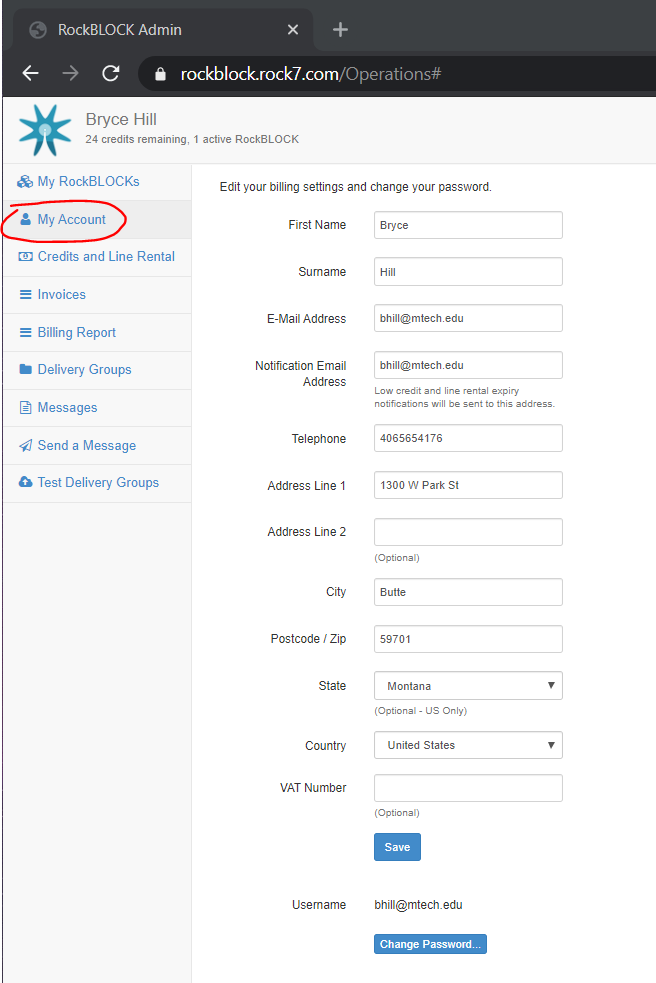 RockBLOCK Admin
rockblock.rock7.com/Operations#
Bryce Hill
24 credits remaining, 1 active RockBLOCK
My RockBLOCKs
My Account
Credits and Line Rental
Invoices
Billing Report
Delivery Groups
Messages
Send a Message
Test Delivery Groups
Edit your billing settings and change your password.
First Name Bryce
Surname Hill
E-Mail Address bhill@mtech.edu
Notification Email bhill@mtech.edu
Address
Low credit and line rental expiry
notifications will be sent to this address.
Telephone 4065654176
Address Line 1 1300 W Park St
Address Line 2
(Optional)
City Butte
Postcode / Zip 59701
State Montana
(Optional - US Only)
Country United States
VAT Number
(Optional)
Save
Username bhill@mtech.edu
Change Password...